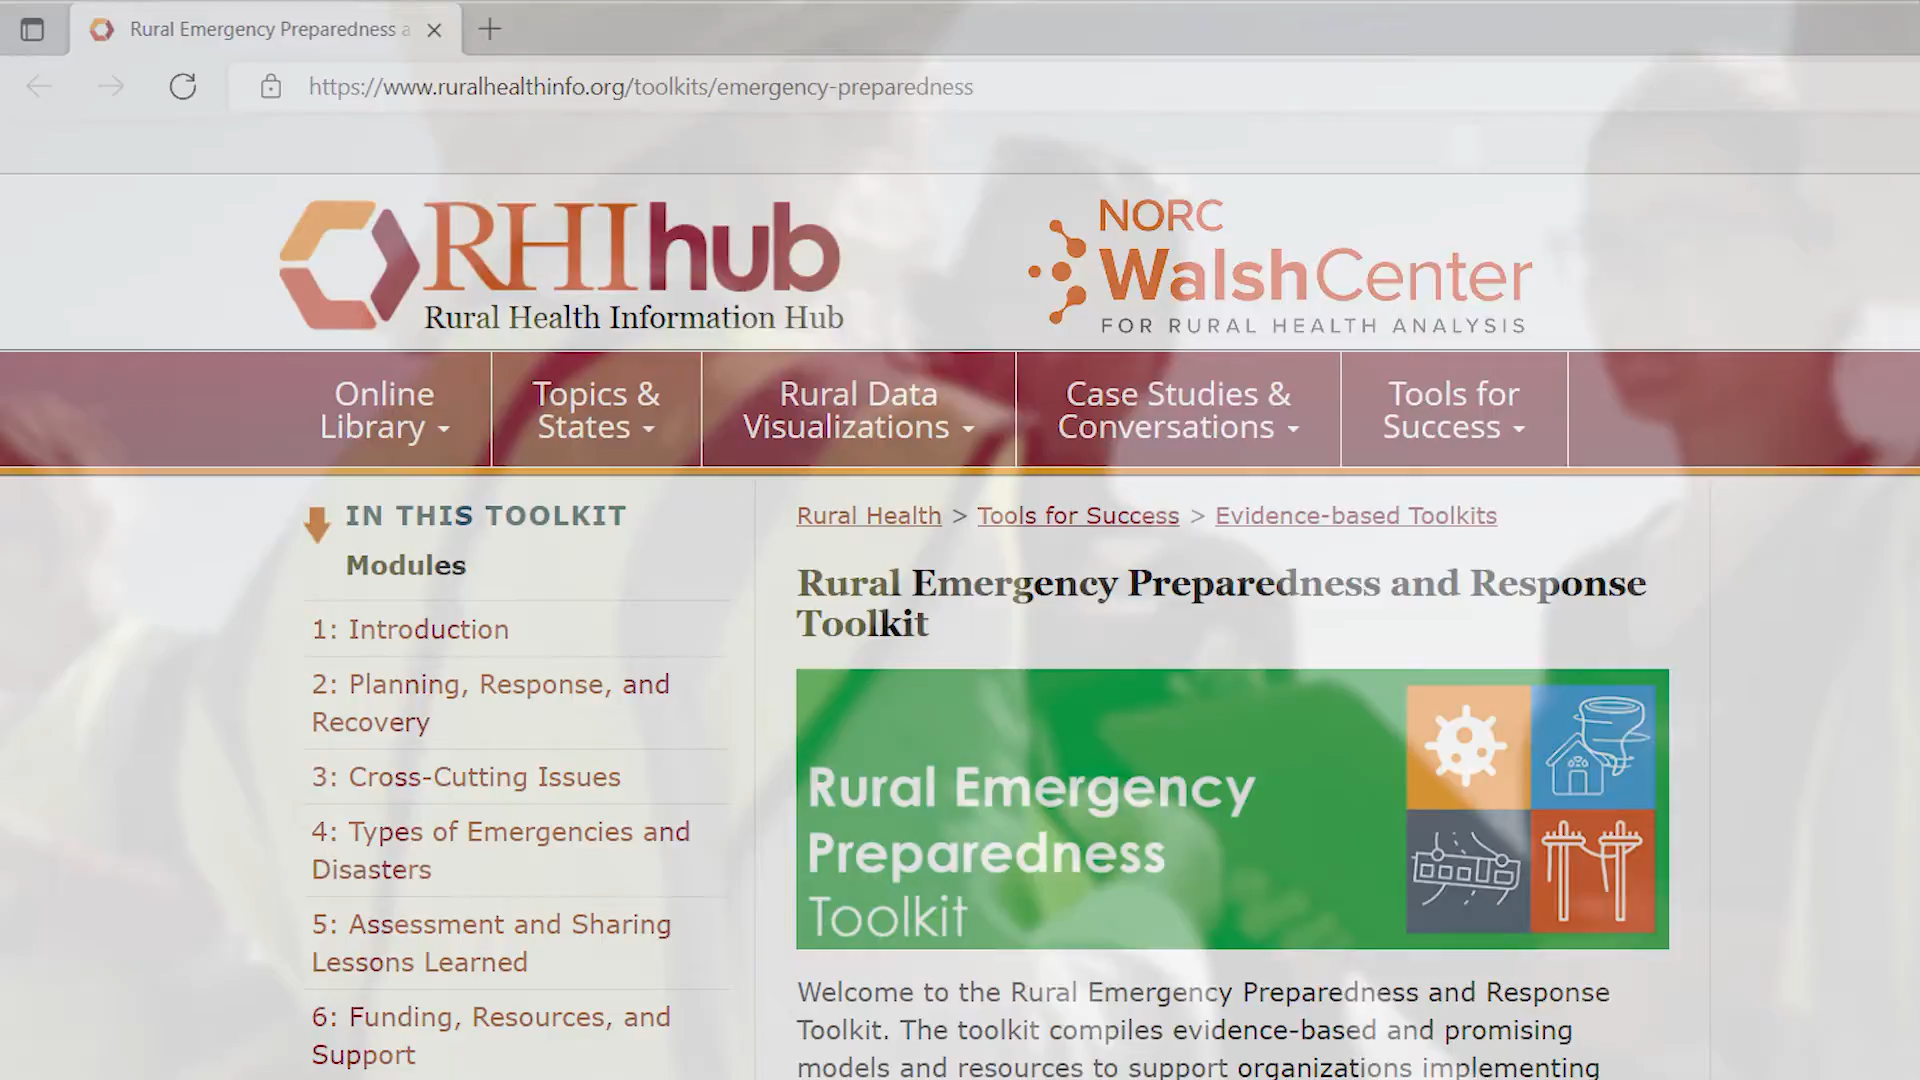 Rural Emergency Preparedness a
https://www.ruralhealthinfo.org/toolkits/emergency-preparedness
RHIhub
Rural Health Information Hub
NORC
WalshCenter
FOR RURAL HEALTH ANALYSIS
Online
Library
Topics &
States
Rural Data
Visualizations
Case Studies &
Conversations
Tools for
Success
IN THIS TOOLKIT
Modules
1: Introduction
2: Planning, Response, and
Recovery
3: Cross-Cutting Issues
4: Types of Emergencies and
Disasters
5: Assessment and Sharing
Lessons Learned
6: Funding, Resources, and
Support
Rural Health > Tools for Success > Evidence-based Toolkits
Rural Emergency Preparedness and Response
Toolkit
Rural Emergency
Preparedness
Toolkit
Welcome to the Rural Emergency Preparedness and Response
Toolkit. The toolkit compiles evidence-based and promising
models and resources to support organizations implementing